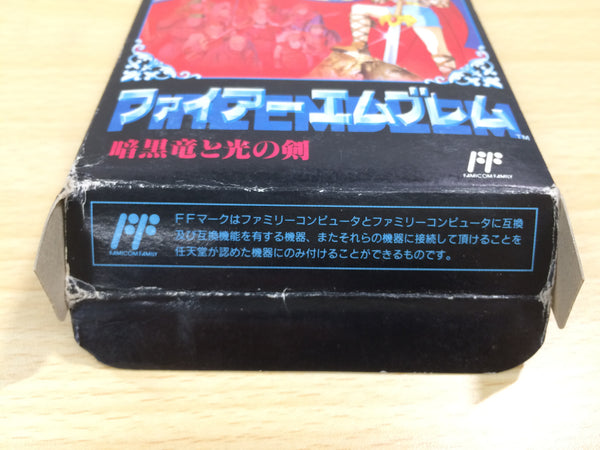 ファイアーエムブレム
FIRE EMBLEM
TM
暗黒竜と光の剣
FF
FAMICOM FAMILY
FF
FAMICOM FAMILY
FFマークはファミリーコンピュータとファミリーコンピュータに互換
及び互換機能を有する機器、またそれらの機器に接続して頂けることを
任天堂が認めた機器にのみ付けることができるものです。